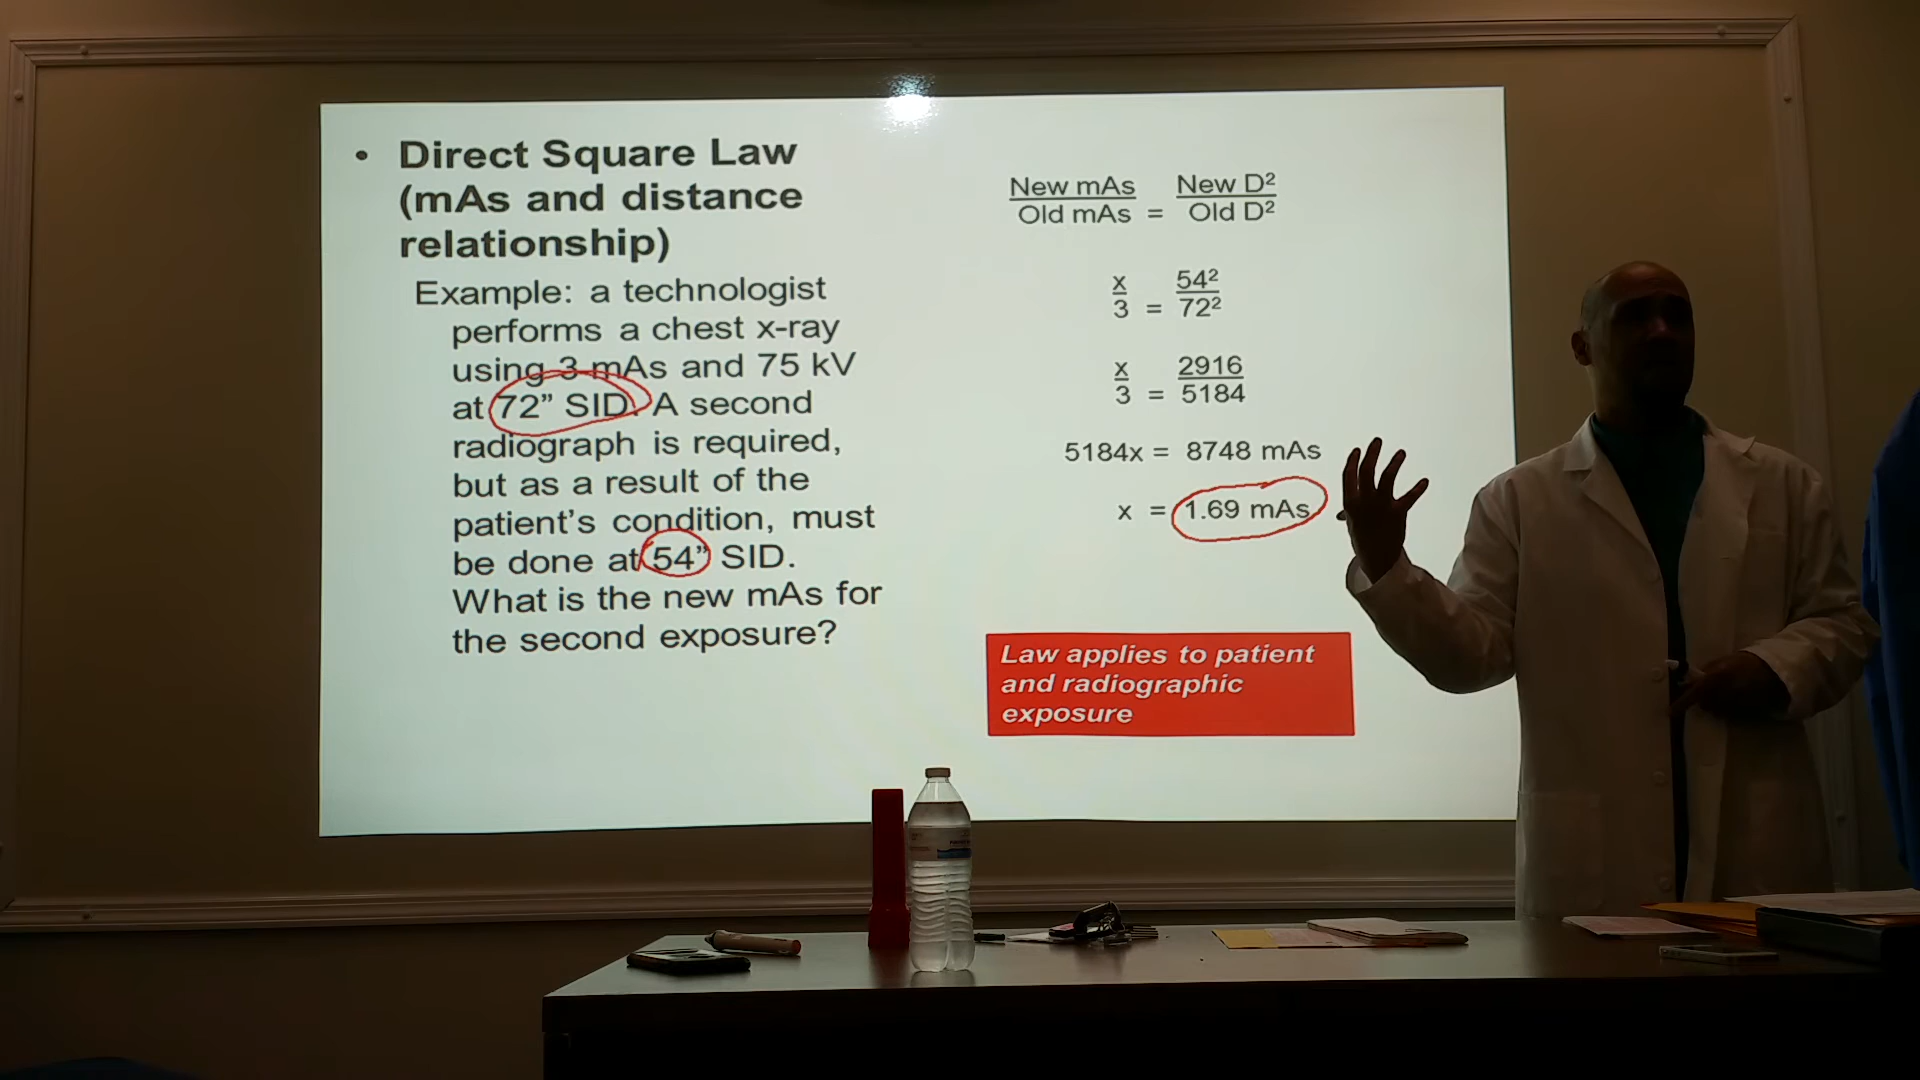 • Direct Square Law
(mAs and distance
relationship)
Example: a technologist
performs a chest x-ray
using 3 mAs and 75 kV
at 72” SID. A second
radiograph is required,
but as a result of the
patient’s condition, must
be done at 54” SID.
What is the new mAs for
the second exposure?
New mAs New D²
Old mAs = Old D²
x 54²
3 = 72²
x 2916
3 = 5184
5184x = 8748 mAs
x = 1.69 mAs
Law applies to patient
and radiographic
exposure